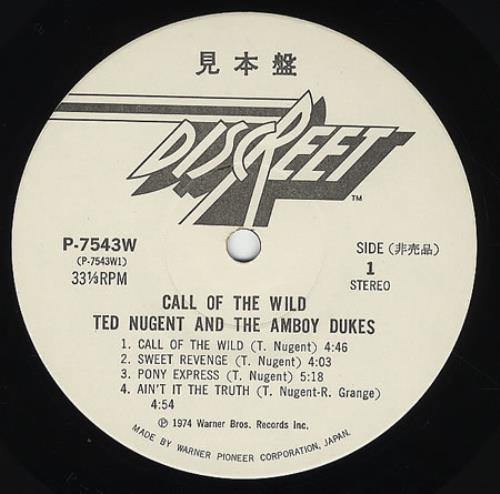 見本盤
DISCREET
TM
P-7543W
(P-7543W1)
33⅓RPM
SIDE (非売品)
1
STEREO
CALL OF THE WILD
TED NUGENT AND THE AMBOY DUKES
1. CALL OF THE WILD (T. Nugent) 4:46
2. SWEET REVENGE (T. Nugent) 4:03
3. PONY EXPRESS (T. Nugent) 5:18
4. AIN'T IT THE TRUTH (T. Nugent-R. Grange)
4:54
Ⓟ 1974 Warner Bros. Records Inc.
MADE BY WARNER PIONEER CORPORATION, JAPAN.